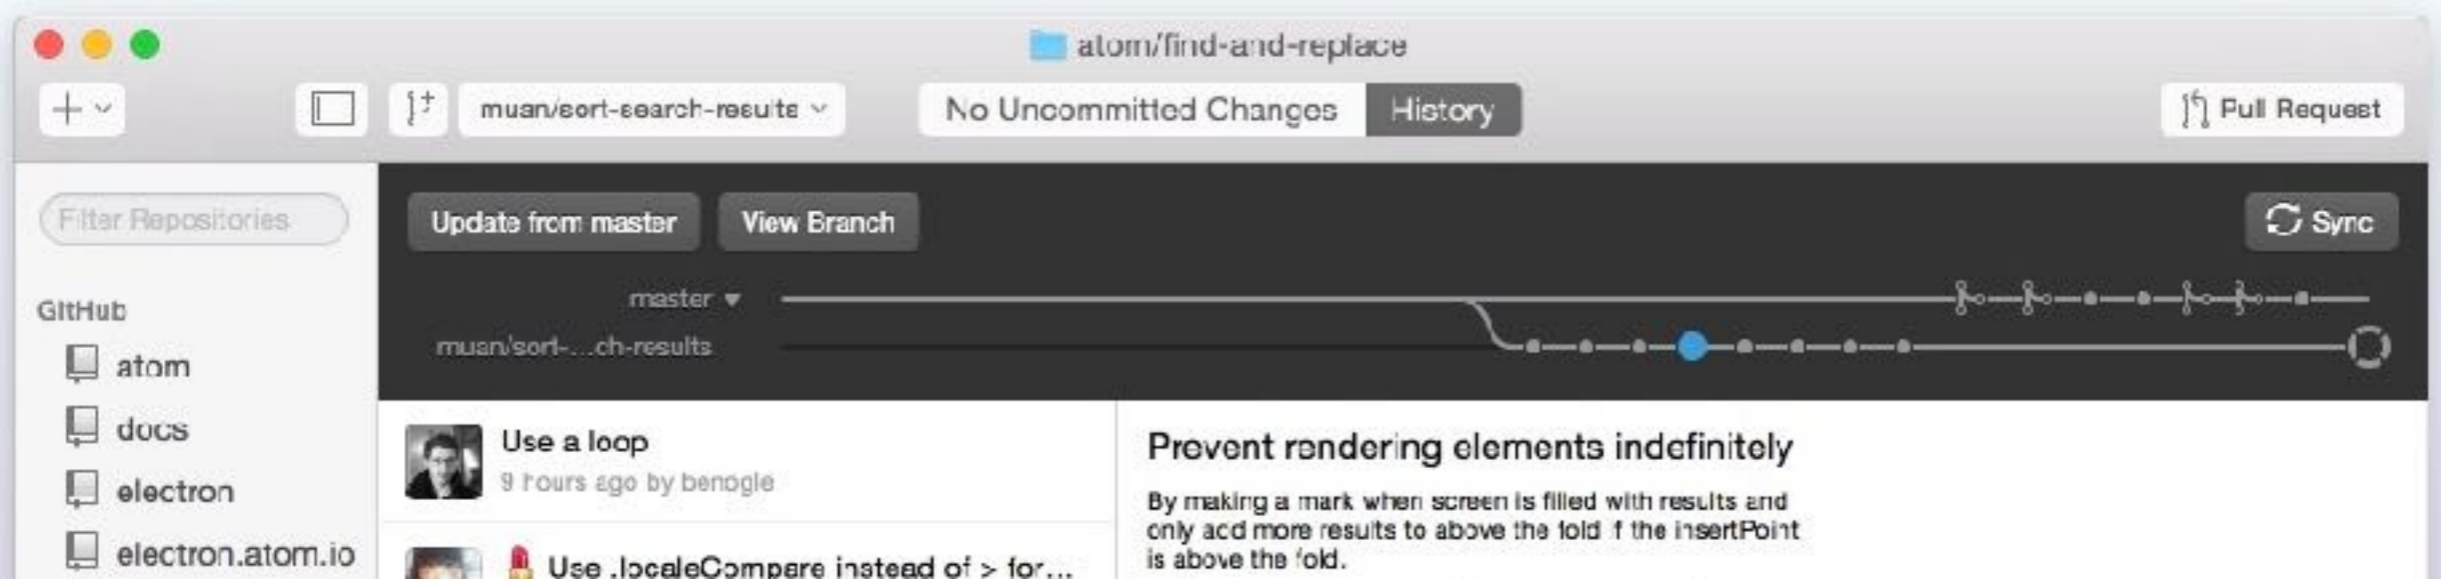 atom/find-and-replace
muan/sort-search-results
No Uncommitted Changes
History
Pull Request
Filter Repositories
Update from master
View Branch
Sync
master
muan/sort-...ch-results
GitHub
atom
docs
electron
electron.atom.io
Use a loop
9 hours ago by benogle
Use .localeCompare instead of > for...
Prevent rendering elements indefinitely
By making a mark when screen is filled with results and
only add more results to above the fold if the insertPoint
is above the fold.